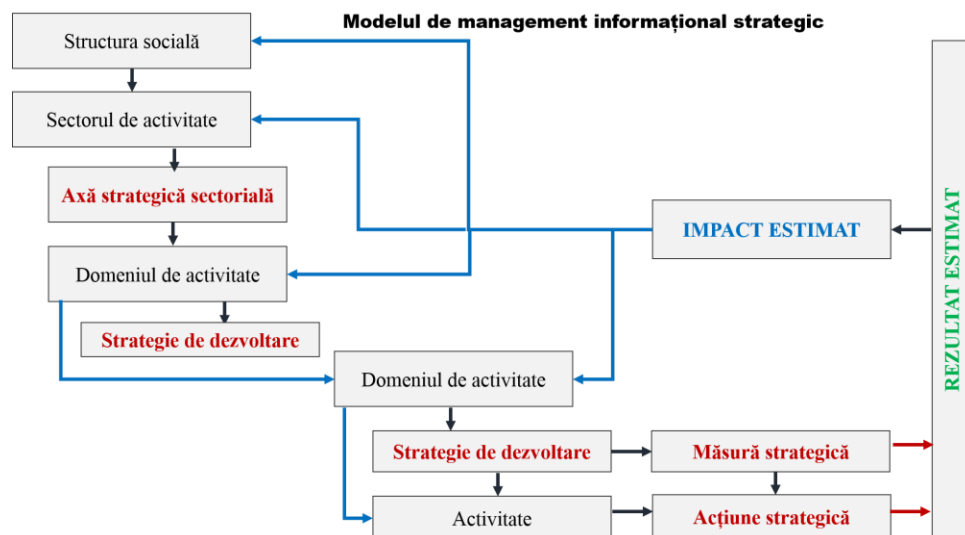 Modelul de management informațional strategic
Structura socială
Sectorul de activitate
Axă strategică sectorială
IMPACT ESTIMAT
REZULTAT ESTIMAT
Domeniul de activitate
Strategie de dezvoltare
Domeniul de activitate
Strategie de dezvoltare
Măsură strategică
Activitate
Acțiune strategică